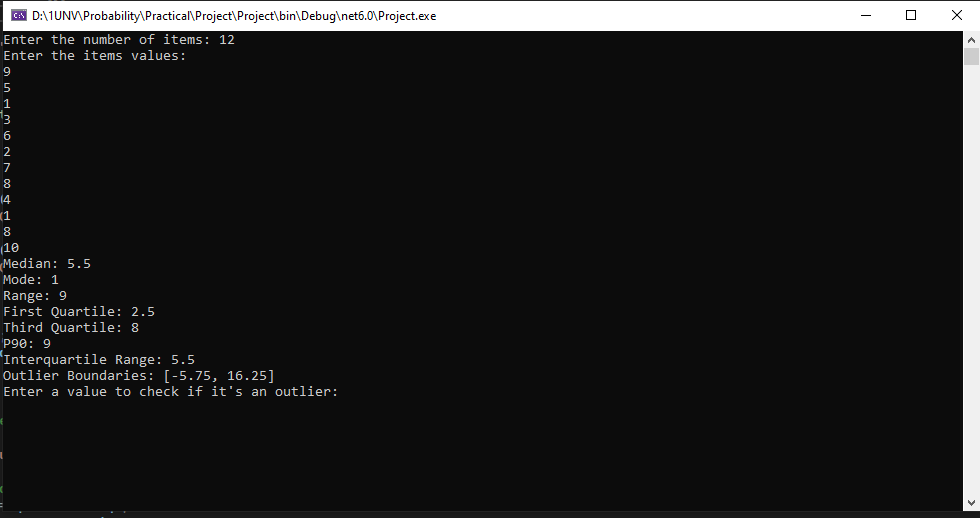 D:\1UNV\Probability\Practical\Project\Project\bin\Debug\net6.0\Project.exe
Enter the number of items: 12
Enter the items values:
9
5
1
3
6
2
7
8
4
1
8
10
Median: 5.5
Mode: 1
Range: 9
First Quartile: 2.5
Third Quartile: 8
P90: 9
Interquartile Range: 5.5
Outlier Boundaries: [-5.75, 16.25]
Enter a value to check if it's an outlier: